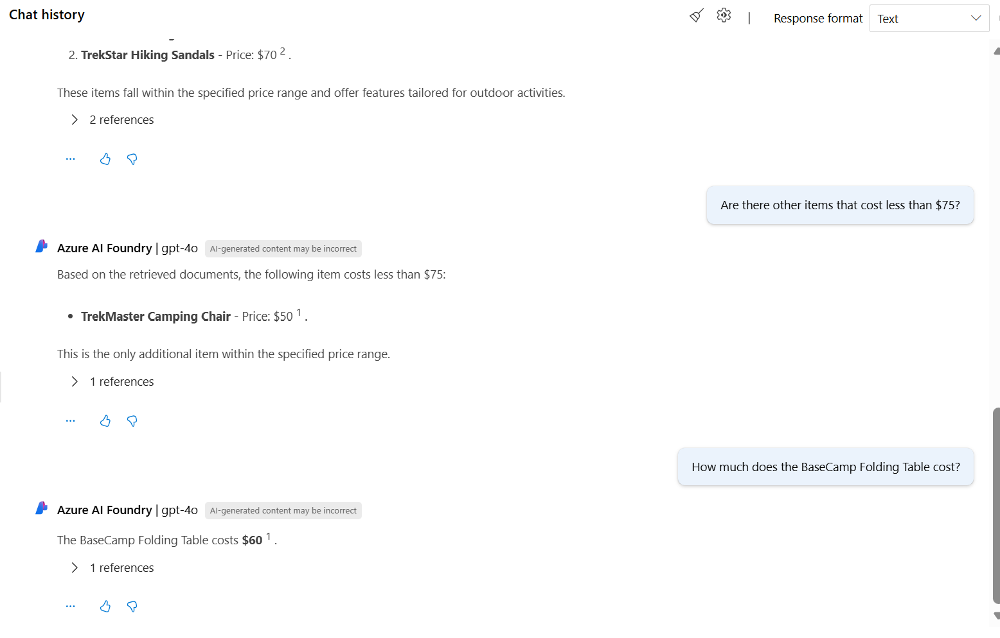 Chat history
Response format
Text
2. TrekStar Hiking Sandals - Price: $70 2 .
These items fall within the specified price range and offer features tailored for outdoor activities.
2 references
Are there other items that cost less than $75?
Azure AI Foundry | gpt-4o AI-generated content may be incorrect
Based on the retrieved documents, the following item costs less than $75:
• TrekMaster Camping Chair - Price: $50 1 .
This is the only additional item within the specified price range.
1 references
How much does the BaseCamp Folding Table cost?
Azure AI Foundry | gpt-4o AI-generated content may be incorrect
The BaseCamp Folding Table costs $60 1 .
1 references